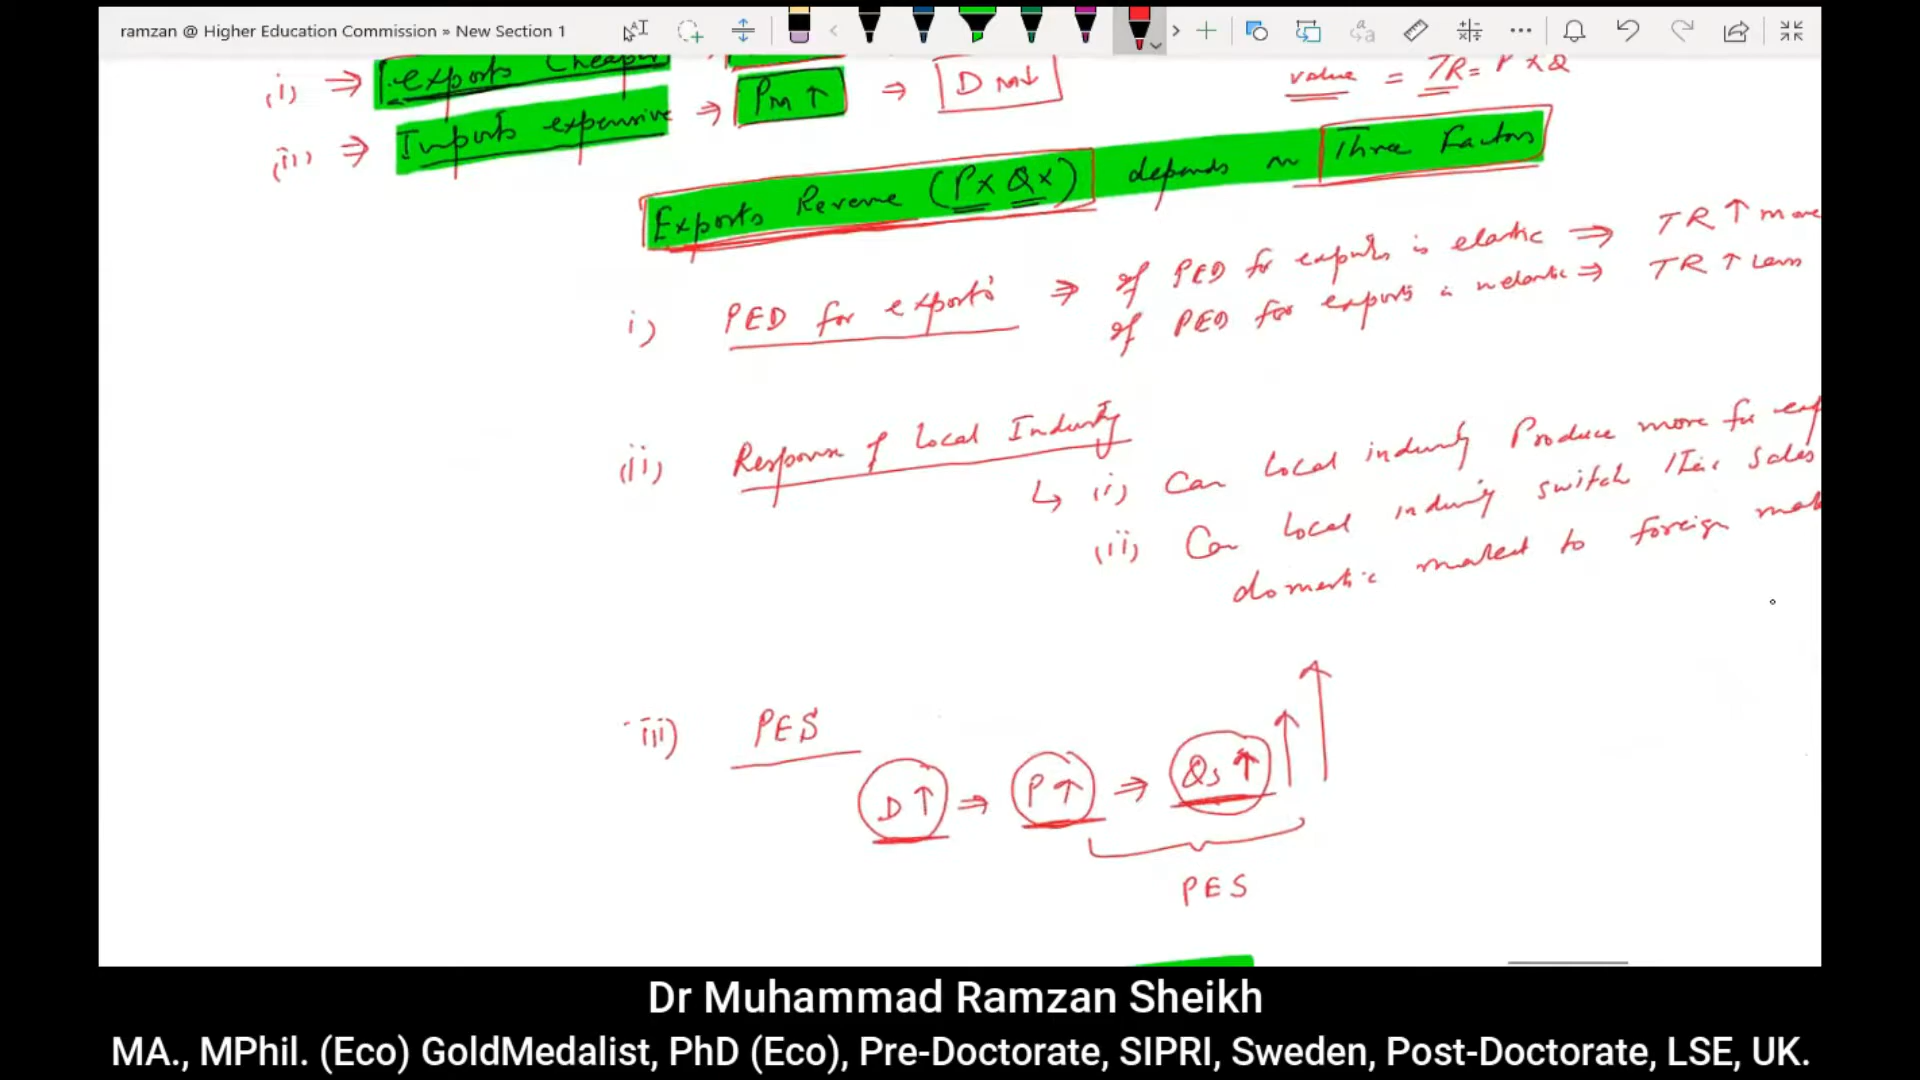 ramzan @ Higher Education Commission » New Section 1
(i) ⇒ exports Cheaper
value = TR = P X Q
(ii) ⇒ Imports expensive ⇒ PM ↑ ⇒ D M↓
Exports Revenue (PX QX) depends on Three Factors
i) PED for exports ⇒ If PED for exports is elastic ⇒ TR ↑ more
If PED for exports is inelastic ⇒ TR ↑ Less
(ii) Response of Local Industry
↳ (i) Can Local industry Produce more for exp
(ii) Can Local industry switch Their Sales
domestic market to foreign mark
iii) PES
D↑ ⇒ P↑ ⇒ Qs↑ ↑ ↑
PES
Dr Muhammad Ramzan Sheikh
MA., MPhil. (Eco) GoldMedalist, PhD (Eco), Pre-Doctorate, SIPRI, Sweden, Post-Doctorate, LSE, UK.